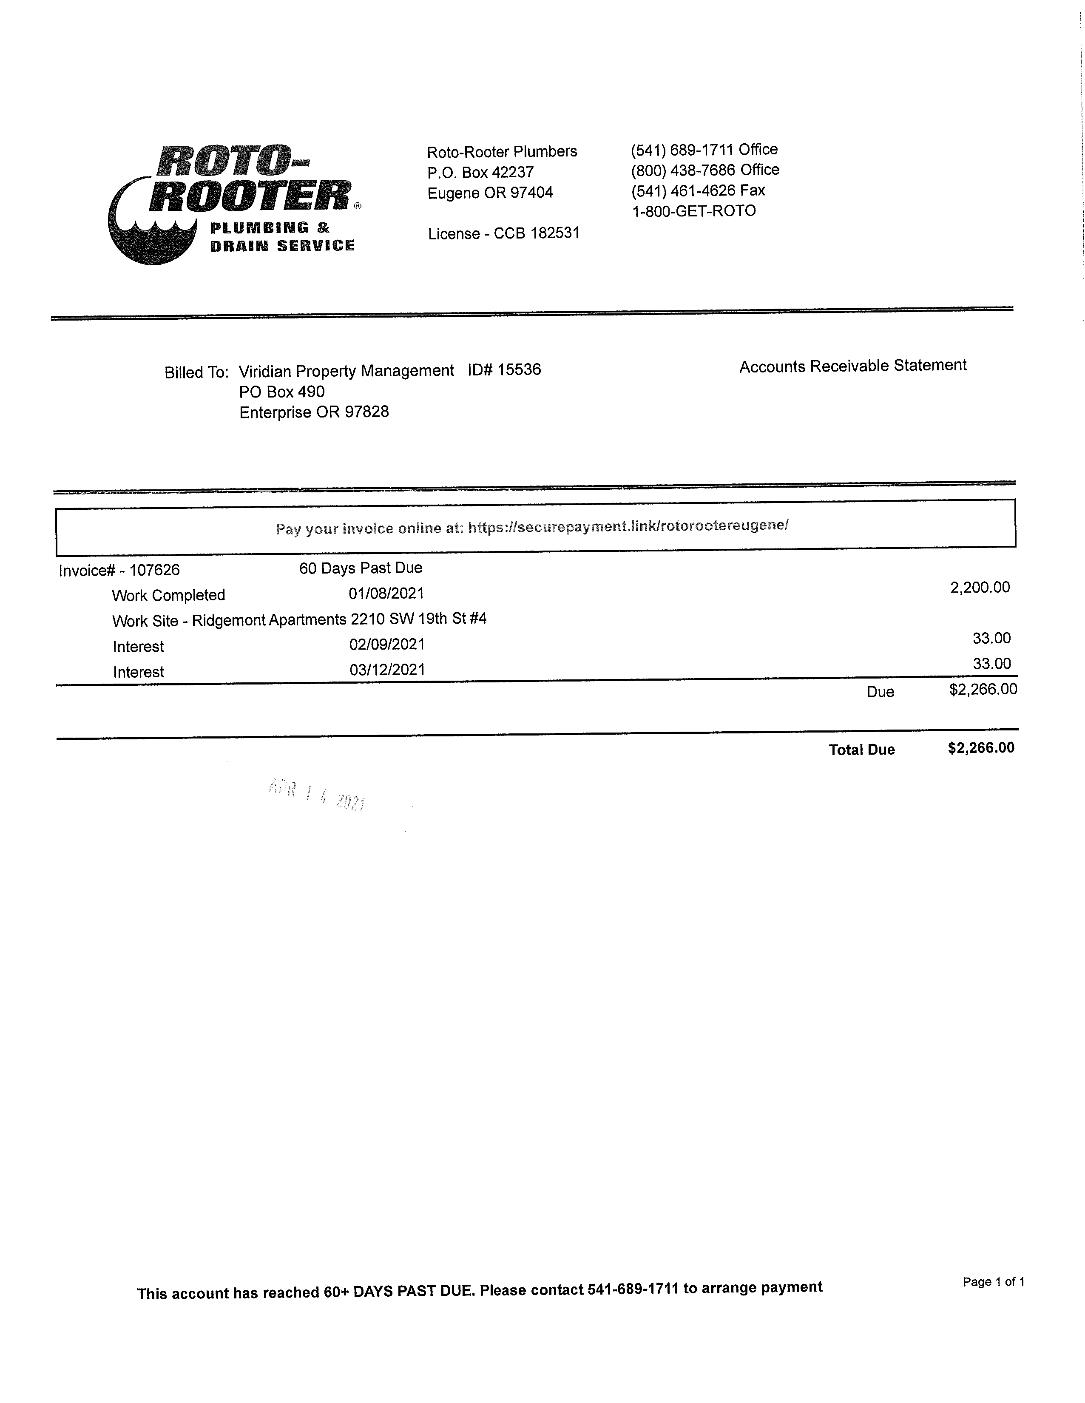 ROTO-
ROOTER®
PLUMBING &
DRAIN SERVICE
Roto-Rooter Plumbers
P.O. Box 42237
Eugene OR 97404
License - CCB 182531
(541) 689-1711 Office
(800) 438-7686 Office
(541) 461-4626 Fax
1-800-GET-ROTO
Billed To: Viridian Property Management ID# 15536
PO Box 490
Enterprise OR 97828
Accounts Receivable Statement
Pay your invoice online at: https://securepayment.link/rotorootereugene/
Invoice# - 107626 60 Days Past Due
Work Completed 01/08/2021 2,200.00
Work Site - Ridgemont Apartments 2210 SW 19th St #4
Interest 02/09/2021 33.00
Interest 03/12/2021 33.00
Due $2,266.00
Total Due $2,266.00
APR 14 2021
This account has reached 60+ DAYS PAST DUE. Please contact 541-689-1711 to arrange payment
Page 1 of 1